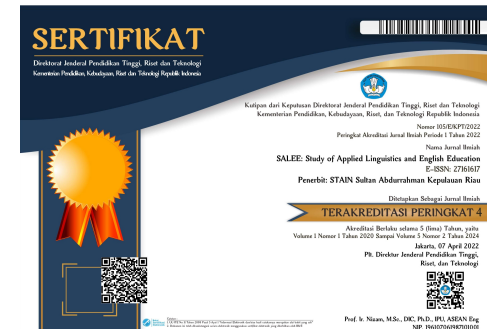 SERTIFIKAT
Direktorat Jenderal Pendidikan Tinggi, Riset dan Teknologi
Kementerian Pendidikan, Kebudayaan, Riset dan Teknologi Republik Indonesia
Kutipan dari Keputusan Direktorat Jenderal Pendidikan Tinggi, Riset dan Teknologi
Kementerian Pendidikan, Kebudayaan, Riset, dan Teknologi Republik Indonesia
Nomor 105/E/KPT/2022
Peringkat Akreditasi Jurnal Ilmiah Periode 1 Tahun 2022
Nama Jurnal Ilmiah
SALEE: Study of Applied Linguistics and English Education
E-ISSN: 27161617
Penerbit: STAIN Sultan Abdurrahman Kepulauan Riau
Ditetapkan Sebagai Jurnal Ilmiah
TERAKREDITASI PERINGKAT 4
Akreditasi Berlaku selama 5 (lima) Tahun, yaitu
Volume 1 Nomor 1 Tahun 2020 Sampai Volume 5 Nomor 2 Tahun 2024
Jakarta, 07 April 2022
Plt. Direktur Jenderal Pendidikan Tinggi,
Riset, dan Teknologi
Prof. Ir. Nizam, M.Sc., DIC, Ph.D., IPU, ASEAN Eng
NIP. 196107061987101001